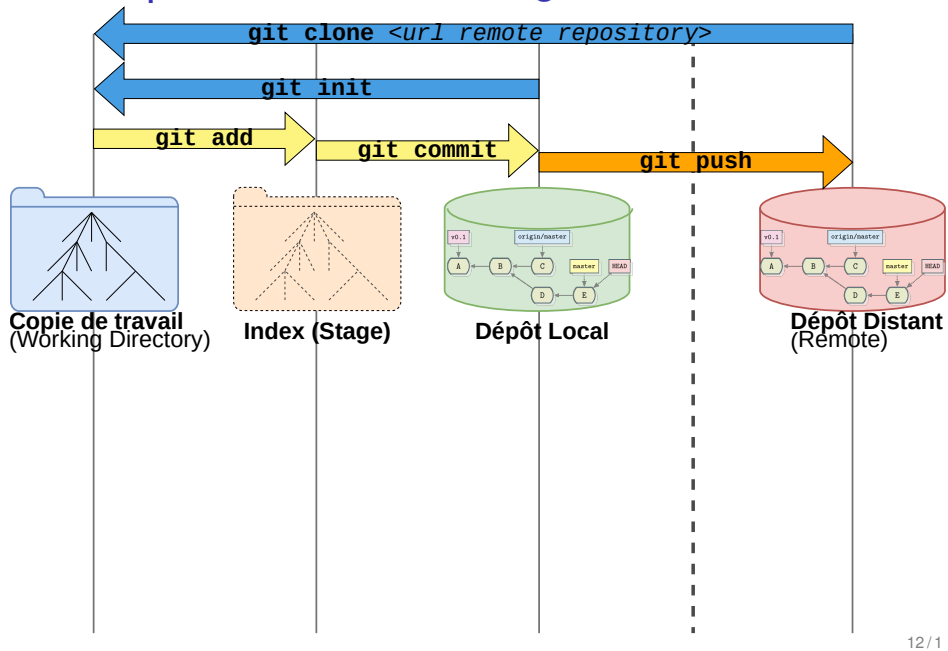 git clone <url remote repository>
git init
git add
git commit
git push
v0.1
origin/master
A
B
C
master
HEAD
D
E
v0.1
origin/master
A
B
C
master
HEAD
D
E
Copie de travail
(Working Directory)
Index (Stage)
Dépôt Local
Dépôt Distant
(Remote)
12/1